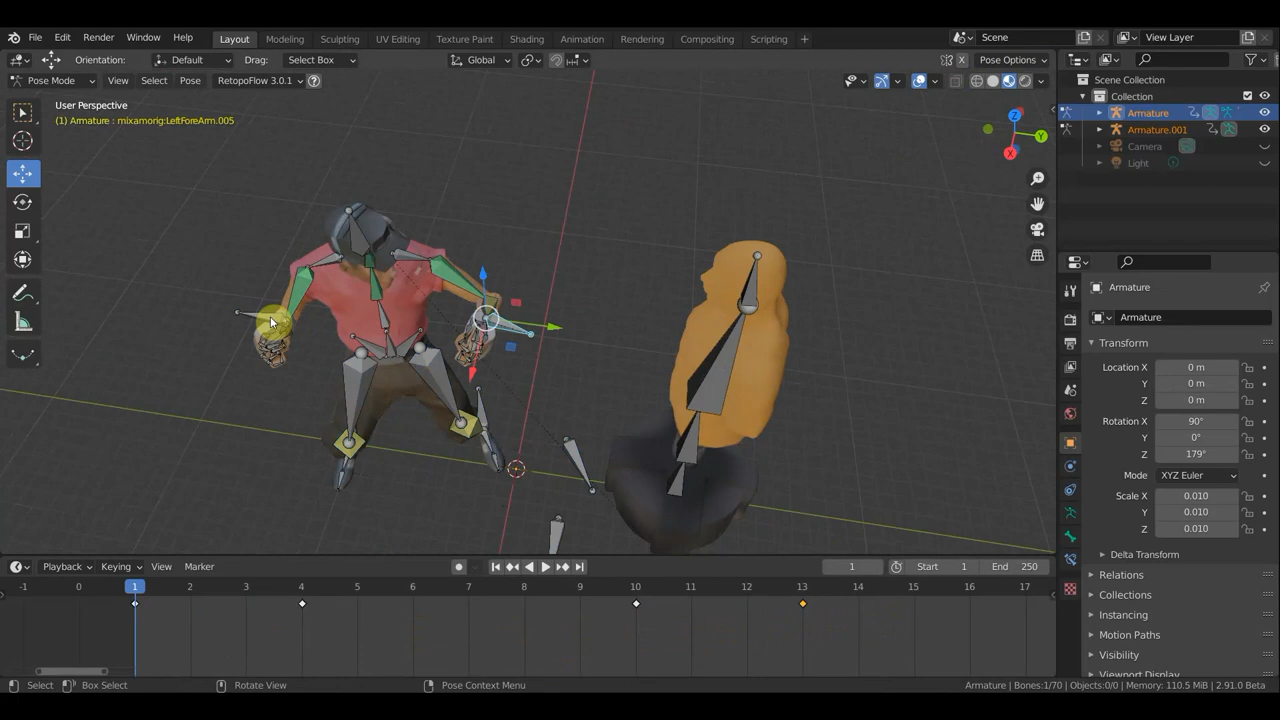 File Edit Render Window Help Layout Modeling Sculpting UV Editing Texture Paint Shading Animation Rendering Compositing Scripting + Scene View Layer
Orientation: Default Drag: Select Box Global X Pose Options
Pose Mode View Select Pose RetopoFlow 3.0.1 ?
User Perspective
(1) Armature : mixamorig:LeftForeArm.005
Z
Y
X
Scene Collection
Collection
Armature
Armature.001
Camera
Light
Armature
Armature
Transform
Location X 0 m
Y 0 m
Z 0 m
Rotation X 90°
Y 0°
Z 179°
Mode XYZ Euler
Scale X 0.010
Y 0.010
Z 0.010
Delta Transform
Relations
Collections
Instancing
Motion Paths
Visibility
Viewport Display
Playback Keying View Marker 1 Start 1 End 250
-1 0 1 2 3 4 5 6 7 8 9 10 11 12 13 14 15 16 17
Select Box Select Rotate View Pose Context Menu Armature | Bones:1/70 | Objects:0/0 | Memory: 110.5 MiB | 2.91.0 Beta